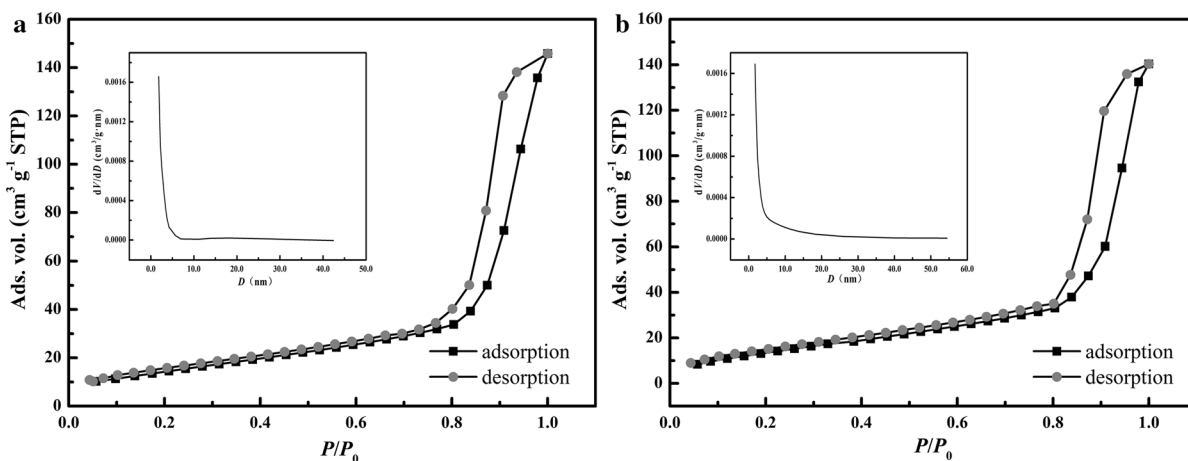 a
160
140
120
100
80
60
40
20
0
Ads. vol. (cm³ g⁻¹ STP)
0.0 0.2 0.4 0.6 0.8 1.0
P/P₀
adsorption
desorption
0.0016
0.0012
0.0008
0.0004
0.0000
dV/dD (cm³/g·nm)
0.0 10.0 20.0 30.0 40.0 50.0
D（nm）
b
160
140
120
100
80
60
40
20
0
Ads. vol. (cm³ g⁻¹ STP)
0.0 0.2 0.4 0.6 0.8 1.0
P/P₀
adsorption
desorption
0.0016
0.0012
0.0008
0.0004
0.0000
dV/dD (cm³/g·nm)
0.0 10.0 20.0 30.0 40.0 50.0 60.0
D（nm）